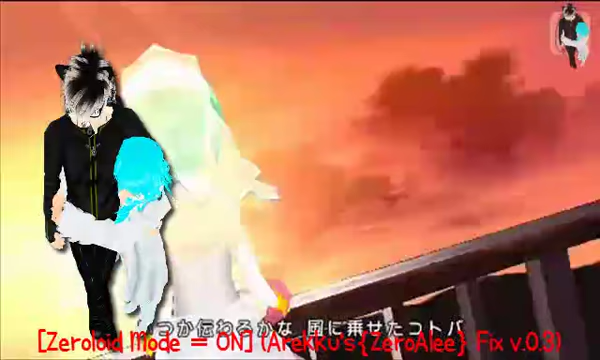 つか伝わるかな 風に乗せたコトバ
[Zeroloid Mode = ON] (Arekku's{ZeroAlee} Fix v.0.3)